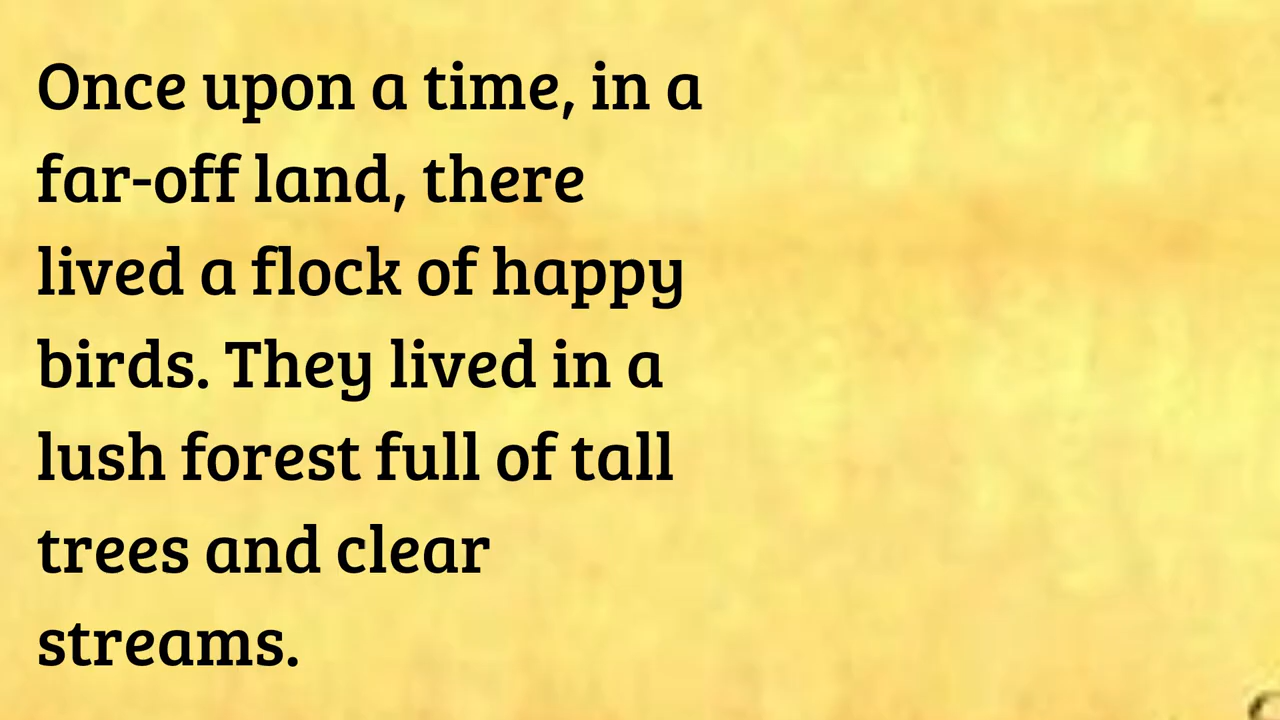 Once upon a time, in a
far-off land, there
lived a flock of happy
birds. They lived in a
lush forest full of tall
trees and clear
streams.